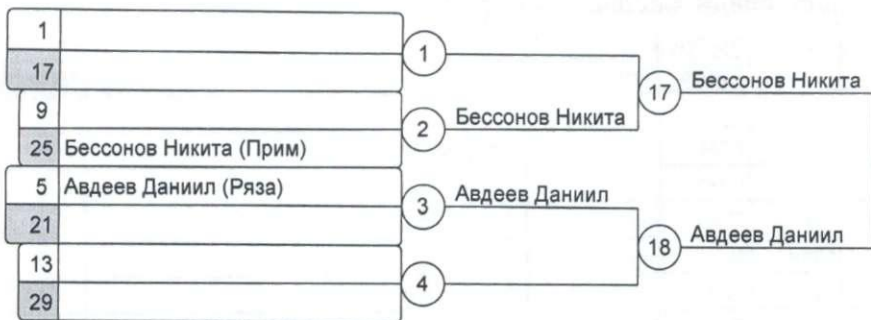 1
17
1
17 Бессонов Никита
9
2 Бессонов Никита
25 Бессонов Никита (Прим)
5 Авдеев Даниил (Ряза)
3 Авдеев Даниил
21
18 Авдеев Даниил
13
4
29